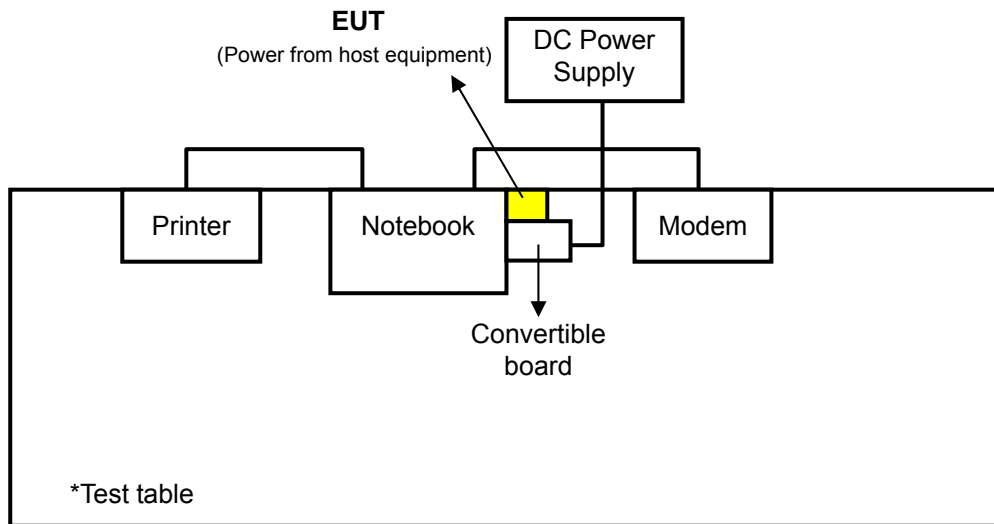 EUT
(Power from host equipment)
DC Power
Supply
Printer
Notebook
Modem
Convertible
board
*Test table